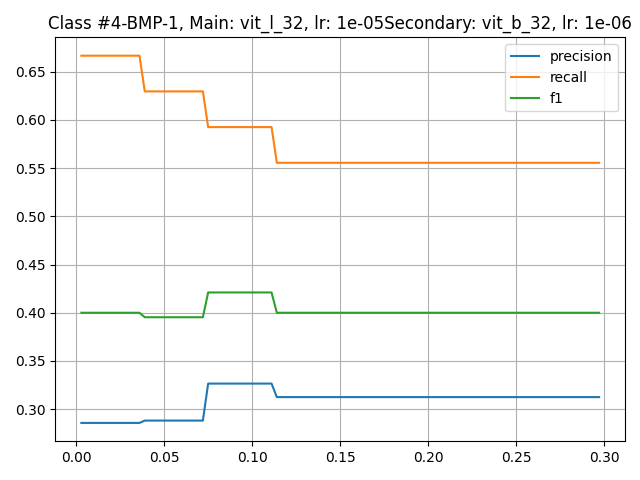 Class #4-BMP-1, Main: vit_l_32, lr: 1e-05Secondary: vit_b_32, lr: 1e-06
precision
recall
f1
0.65
0.60
0.55
0.50
0.45
0.40
0.35
0.30
0.00 0.05 0.10 0.15 0.20 0.25 0.30